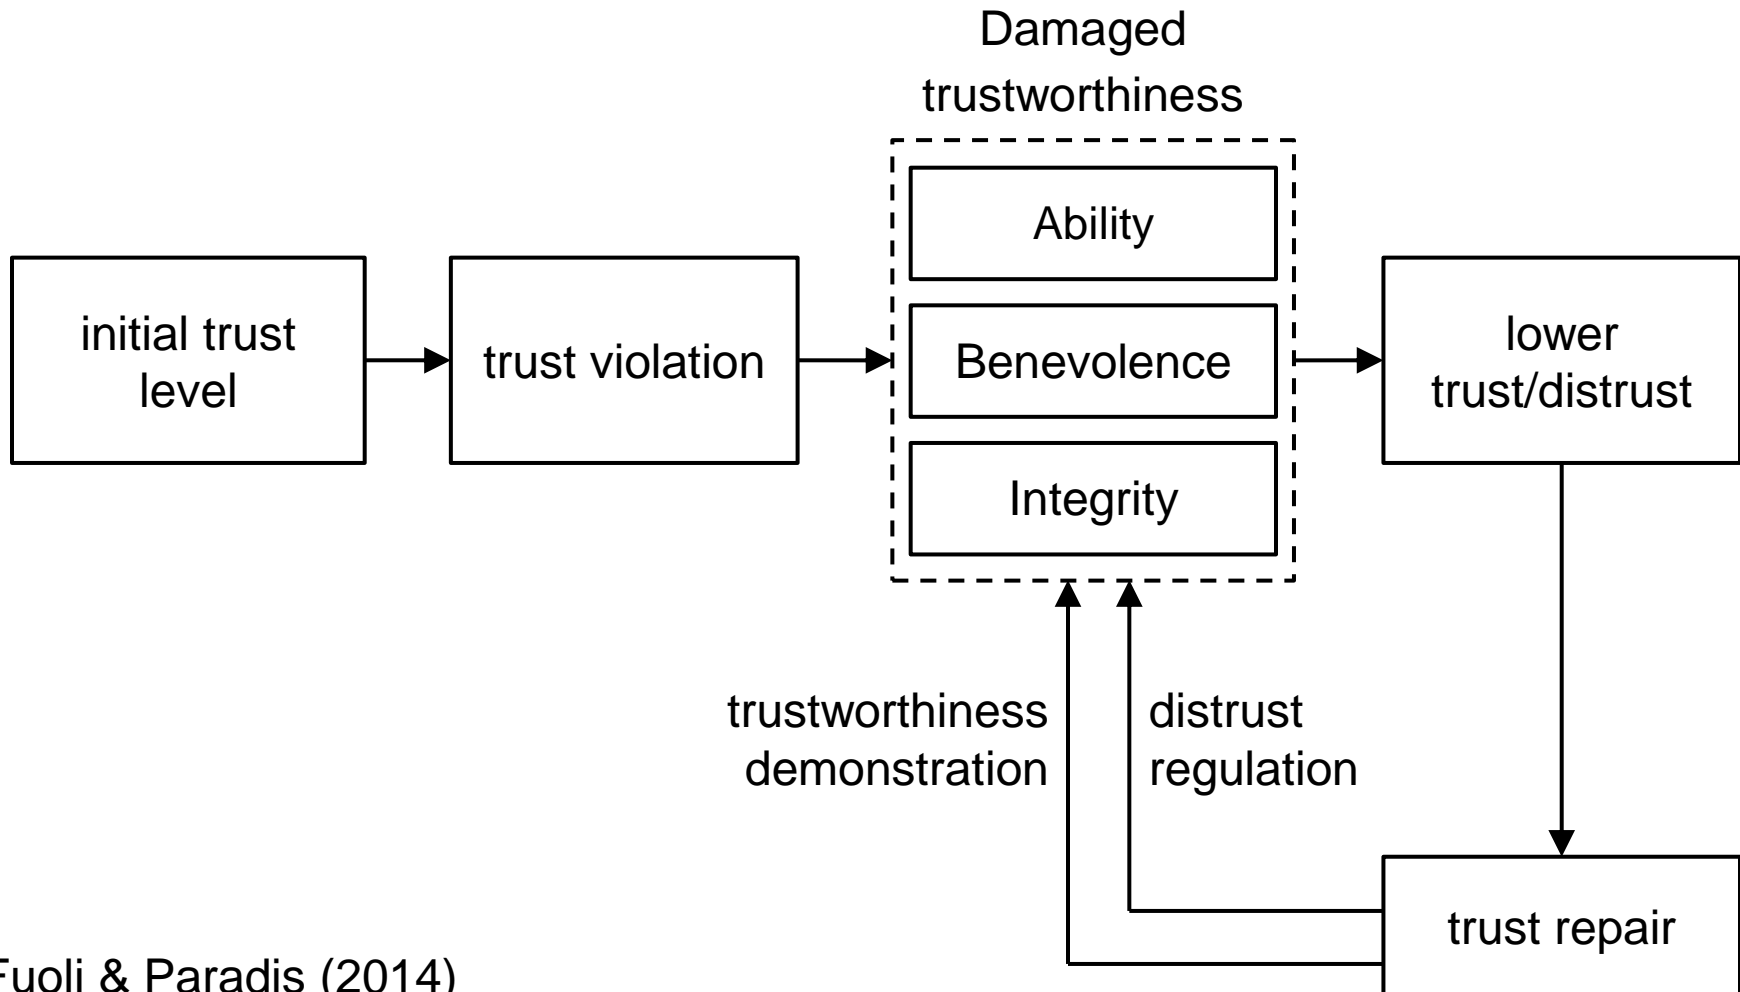 Damaged
trustworthiness
Ability
initial trust
level
trust violation
Benevolence
lower
trust/distrust
Integrity
trustworthiness
demonstration
distrust
regulation
trust repair
Fuoli & Paradis (2014)